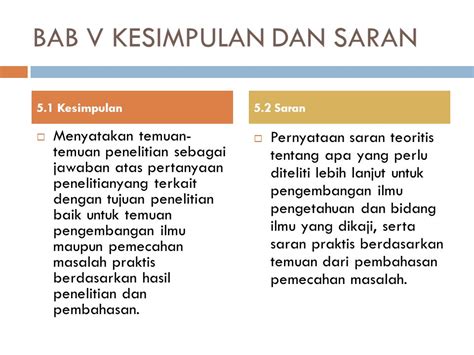 BAB V KESIMPULAN DAN SARAN
5.1 Kesimpulan
Menyatakan temuan-
temuan penelitian sebagai
jawaban atas pertanyaan
penelitianyang terkait
dengan tujuan penelitian
baik untuk temuan
pengembangan ilmu
maupun pemecahan
masalah praktis
berdasarkan hasil
penelitian dan
pembahasan.
5.2 Saran
Pernyataan saran teoritis
tentang apa yang perlu
diteliti lebih lanjut untuk
pengembangan ilmu
pengetahuan dan bidang
ilmu yang dikaji, serta
saran praktis berdasarkan
temuan dari pembahasan
pemecahan masalah.